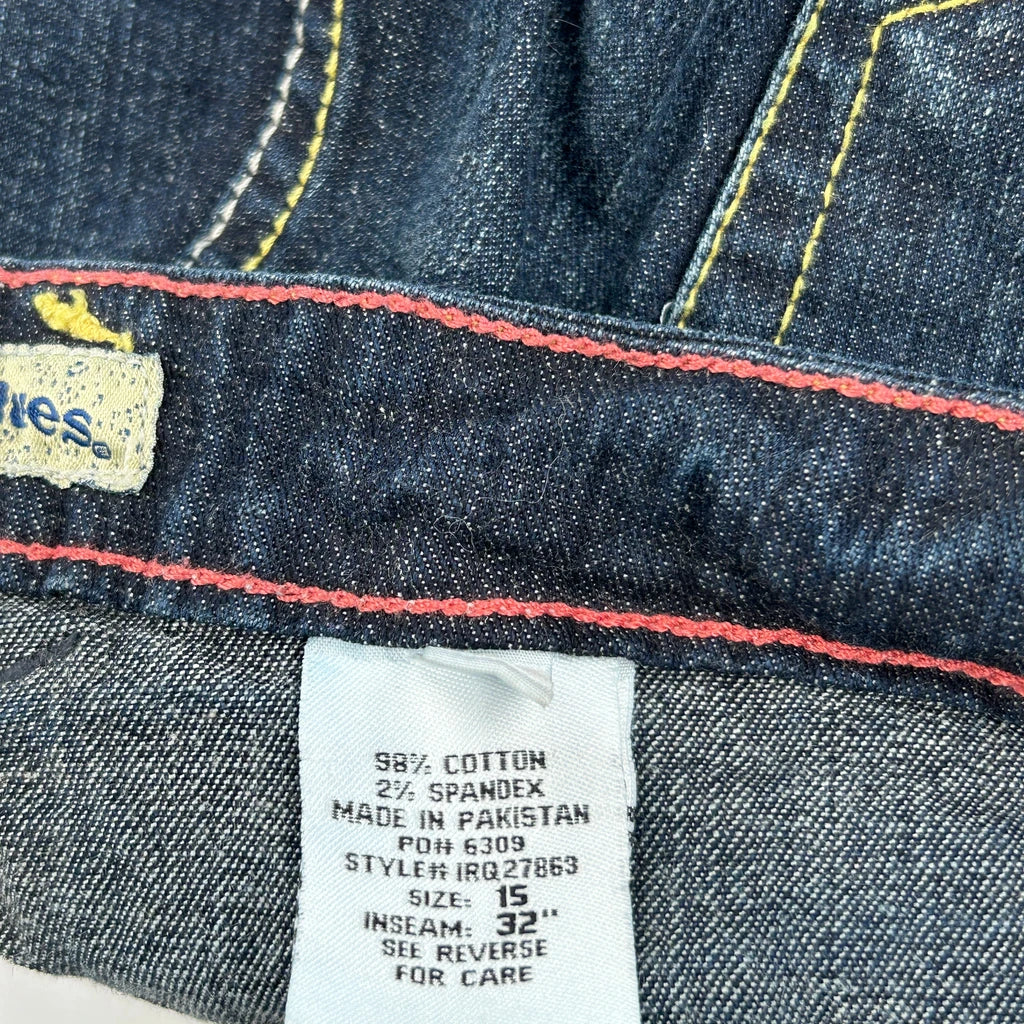 98% COTTON
2% SPANDEX
MADE IN PAKISTAN
PO# 6309
STYLE# IRQ27863
SIZE: 15
INSEAM: 32"
SEE REVERSE
FOR CARE